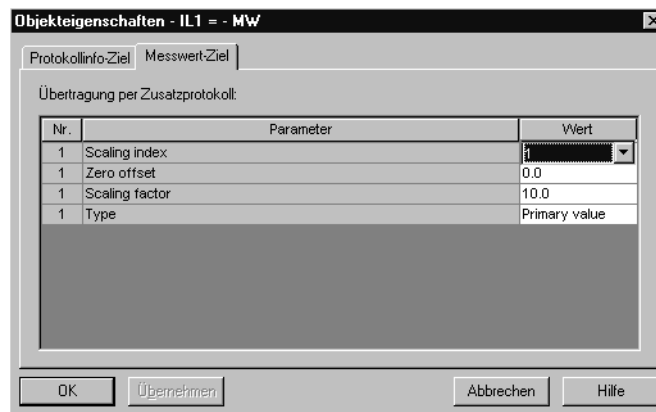 Objekteigenschaften - IL1 = - MW
Protokollinfo-Ziel Messwert-Ziel
Übertragung per Zusatzprotokoll:
Nr. Parameter Wert
1 Scaling index 1
1 Zero offset 0.0
1 Scaling factor 10.0
1 Type Primary value
OK Übernehmen Abbrechen Hilfe